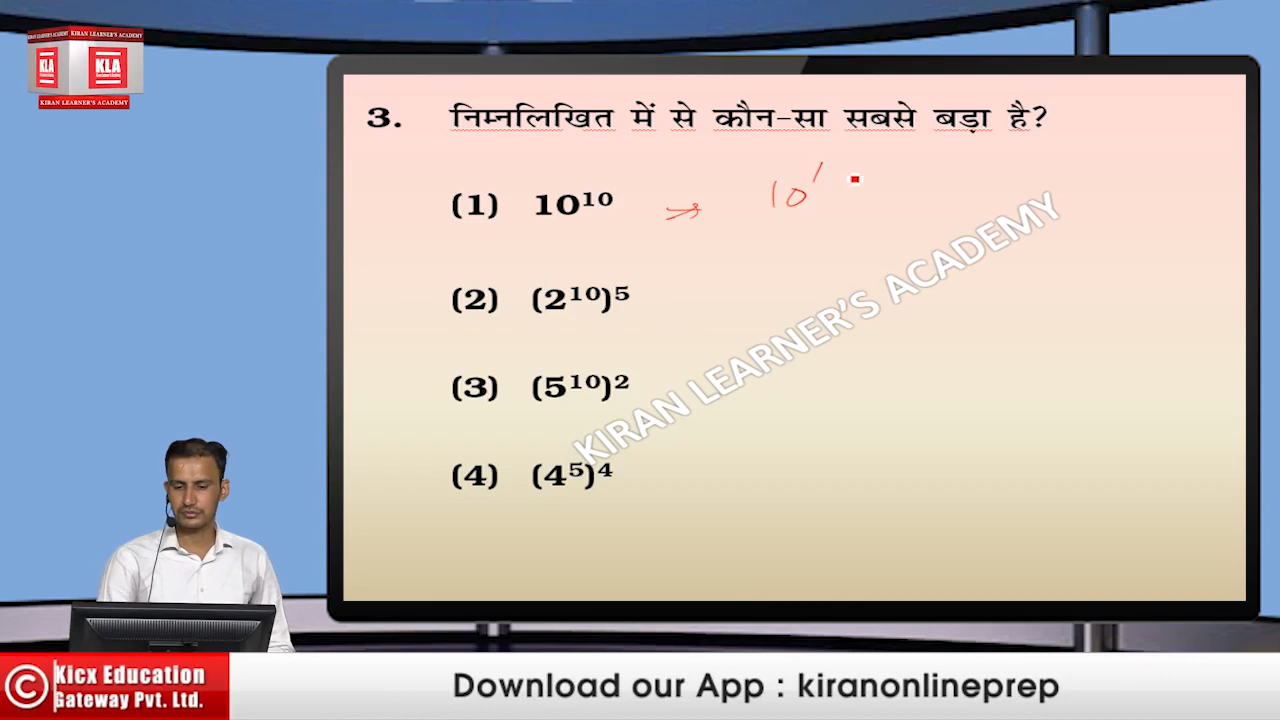 KIRAN LEARNER'S ACADEMY KIRAN LEARNER'S ACADEMY
KLA KLA
KIRAN LEARNER'S ACADEMY
3. निम्नलिखित में से कौन-सा सबसे बड़ा है?
(1) 10¹⁰ → 10¹
(2) (2¹⁰)⁵
(3) (5¹⁰)²
(4) (4⁵)⁴
KIRAN LEARNER'S ACADEMY
© Kicx Education
Gateway Pvt. Ltd.
Download our App : kiranonlineprep